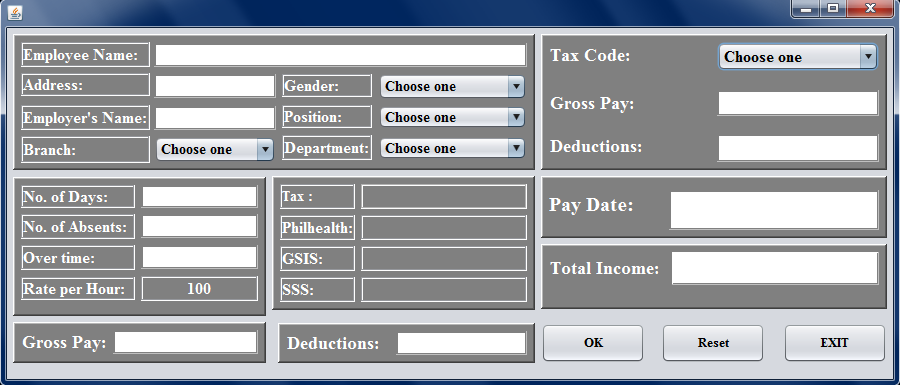 Employee Name:
Address:
Gender: Choose one
Employer's Name:
Position: Choose one
Branch: Choose one
Department: Choose one
Tax Code: Choose one
Gross Pay:
Deductions:
No. of Days:
No. of Absents:
Over time:
Rate per Hour: 100
Tax :
Philhealth:
GSIS:
SSS:
Pay Date:
Total Income:
Gross Pay:
Deductions:
OK
Reset
EXIT